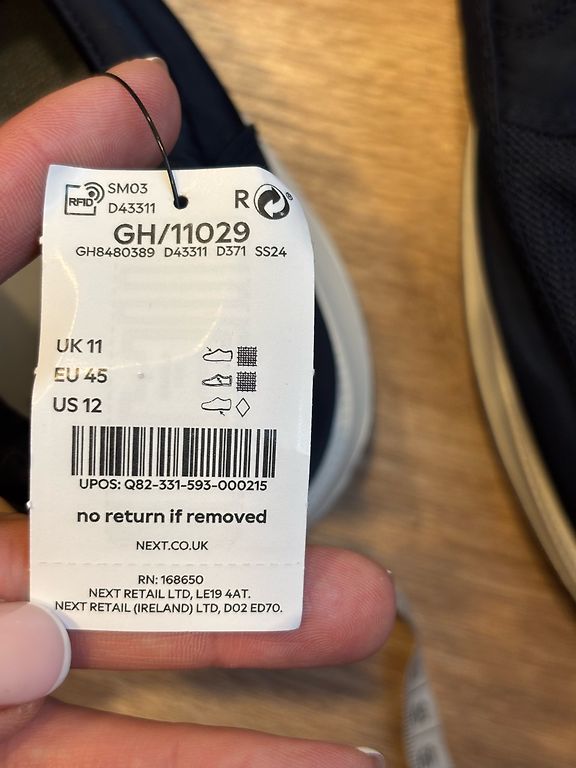 RFID
SM03
D43311
R
GH/11029
GH8480389 D43311 D371 SS24
UK 11
EU 45
US 12
UPOS: Q82-331-593-000215
no return if removed
NEXT.CO.UK
RN: 168650
NEXT RETAIL LTD, LE19 4AT.
NEXT RETAIL (IRELAND) LTD, D02 ED70.